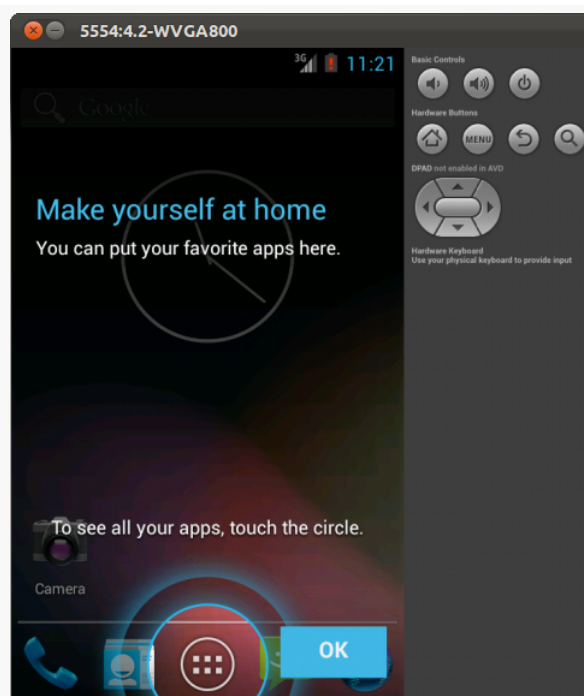 5554:4.2-WVGA800
3G 11:21
Google
Make yourself at home
You can put your favorite apps here.
To see all your apps, touch the circle.
Camera
OK
Basic Controls
Hardware Buttons
MENU
DPAD not enabled in AVD
Hardware Keyboard
Use your physical keyboard to provide input